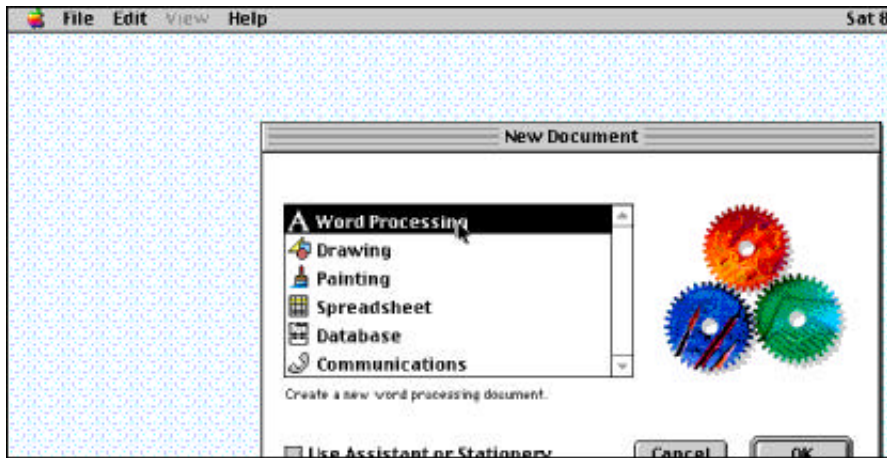 File Edit View Help Sat 8
New Document
Word Processing
Drawing
Painting
Spreadsheet
Database
Communications
Create a new word processing document.
Use Assistant or Stationery Cancel OK